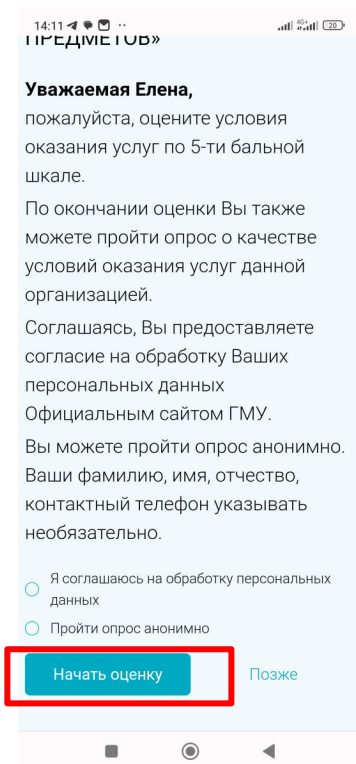 14:11
4G+
20
ПРЕДМЕТОВ»
Уважаемая Елена,
пожалуйста, оцените условия
оказания услуг по 5-ти бальной
шкале.
По окончании оценки Вы также
можете пройти опрос о качестве
условий оказания услуг данной
организацией.
Соглашаясь, Вы предоставляете
согласие на обработку Ваших
персональных данных
Официальным сайтом ГМУ.
Вы можете пройти опрос анонимно.
Ваши фамилию, имя, отчество,
контактный телефон указывать
необязательно.
Я соглашаюсь на обработку персональных
данных
Пройти опрос анонимно
Начать оценку
Позже